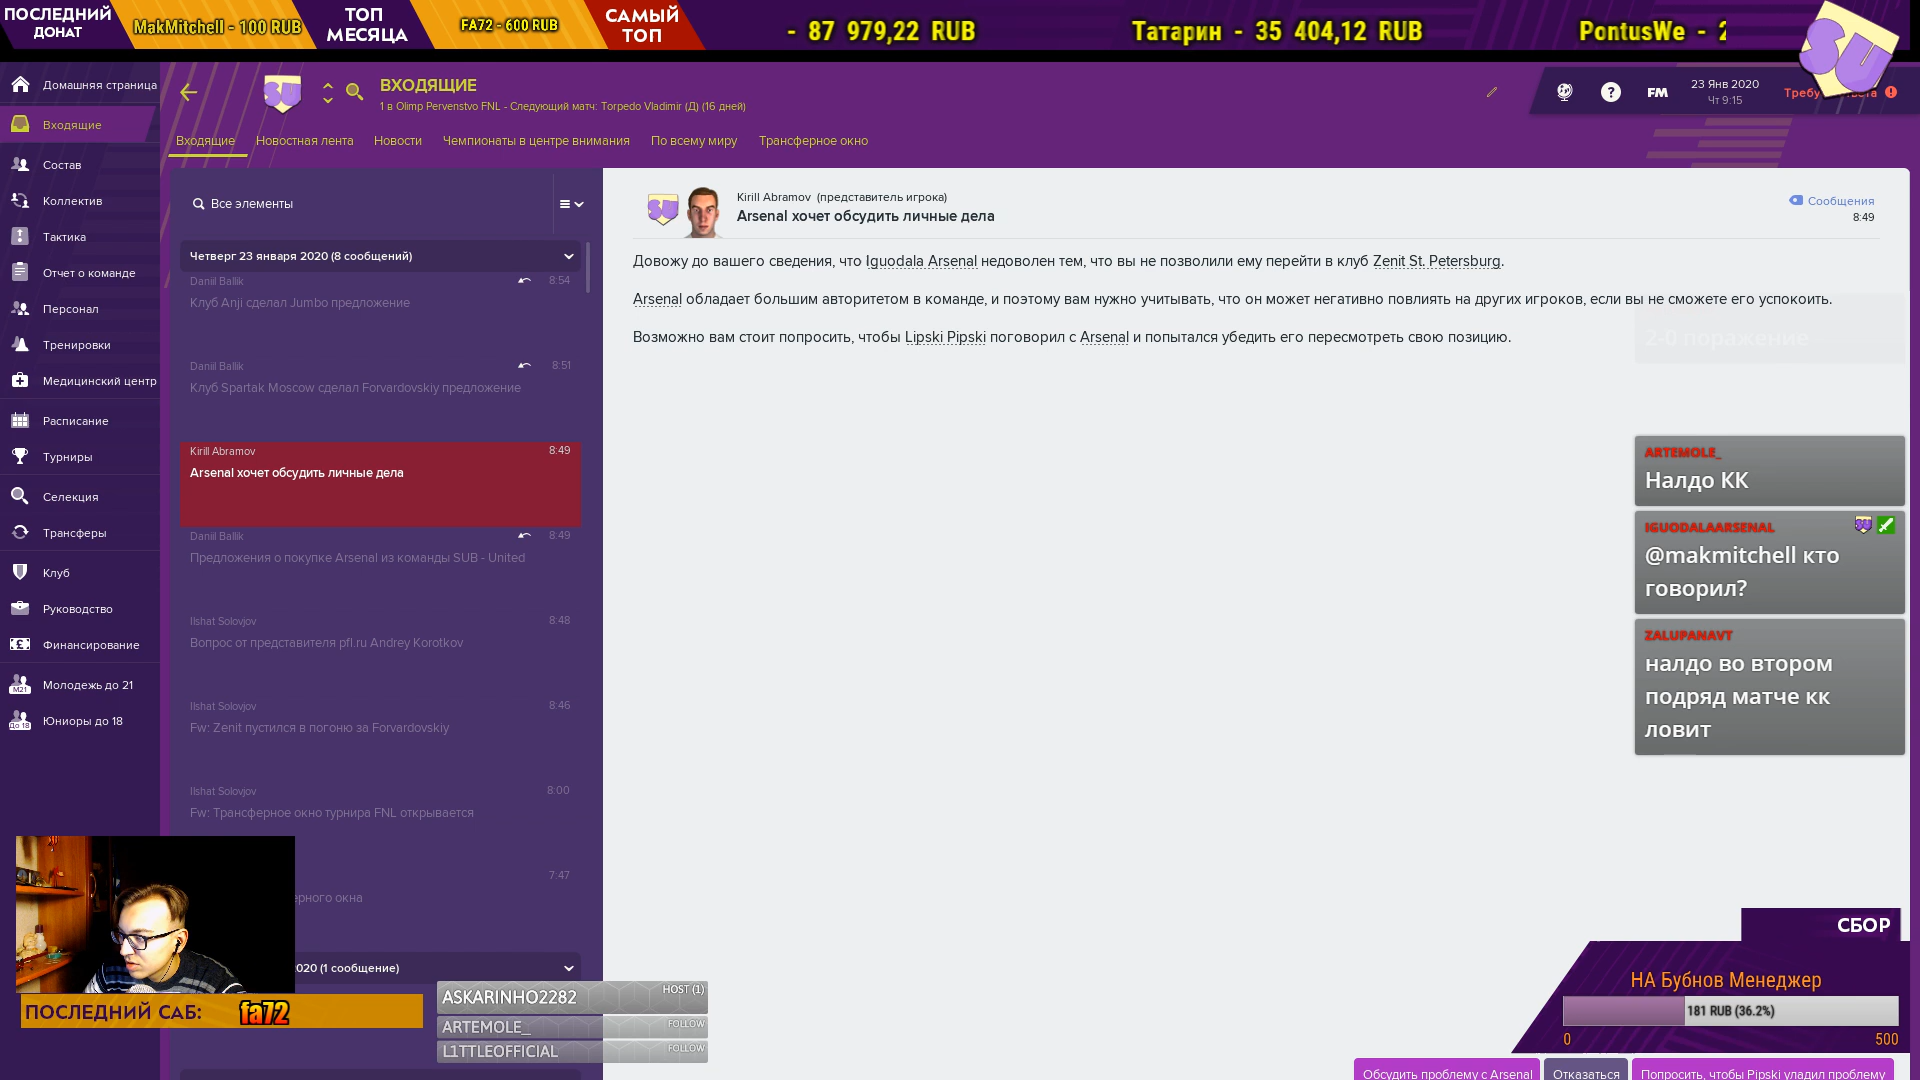 ПОСЛЕДНИЙ
ДОНАТ
MakMitchell - 100 RUB
ТОП
МЕСЯЦА
FA72 - 600 RUB
САМЫЙ
ТОП
- 87 979,22 RUB
Татарин - 35 404,12 RUB
PontusWe -
SU
Домашняя страница
Входящие
Состав
Коллектив
Тактика
Отчет о команде
Персонал
Тренировки
Медицинский центр
Расписание
Турниры
Селекция
Трансферы
Клуб
Руководство
Финансирование
Молодежь до 21
Юниоры до 18
ВХОДЯЩИЕ
1 в Olimp Pervenstvo FNL - Следующий матч: Torpedo Vladimir (Д) (16 дней)
FM
23 Янв 2020
Чт 9:15
Входящие
Новостная лента
Новости
Чемпионаты в центре внимания
По всему миру
Трансферное окно
Все элементы
Четверг 23 января 2020 (8 сообщений)
Daniil Ballik 8:54
Клуб Anji сделал Jumbo предложение
Daniil Ballik 8:51
Клуб Spartak Moscow сделал Forvardovskiy предложение
Kirill Abramov 8:49
Arsenal хочет обсудить личные дела
Daniil Ballik 8:49
Предложения о покупке Arsenal из команды SUB - United
Ilshat Solovjov 8:48
Вопрос от представителя pfl.ru Andrey Korotkov
Ilshat Solovjov 8:46
Fw: Zenit пустился в погоню за Forvardovskiy
Ilshat Solovjov 8:00
Fw: Трансферное окно турнира FNL открывается
7:47
ерного окна
020 (1 сообщение)
Kirill Abramov (представитель игрока)
Arsenal хочет обсудить личные дела
Сообщения
8:49
Довожу до вашего сведения, что Iguodala Arsenal недоволен тем, что вы не позволили ему перейти в клуб Zenit St. Petersburg.
Arsenal обладает большим авторитетом в команде, и поэтому вам нужно учитывать, что он может негативно повлиять на других игроков, если вы не сможете его успокоить.
Возможно вам стоит попросить, чтобы Lipski Pipski поговорил с Arsenal и попытался убедить его пересмотреть свою позицию.
2-0 поражение
ARTEMOLE_
Налдо КК
IGUODALAARSENAL
@makmitchell кто
говорил?
ZALUPANAVT
налдо во втором
подряд матче кк
ловит
ПОСЛЕДНИЙ САБ: fa72
ASKARINHO2282 HOST (1)
ARTEMOLE_ FOLLOW
L1TTLEOFFICIAL FOLLOW
СБОР
НА Бубнов Менеджер
181 RUB (36.2%)
0 500
Обсудить проблему с Arsenal
Отказаться
Попросить, чтобы Pipski уладил проблему